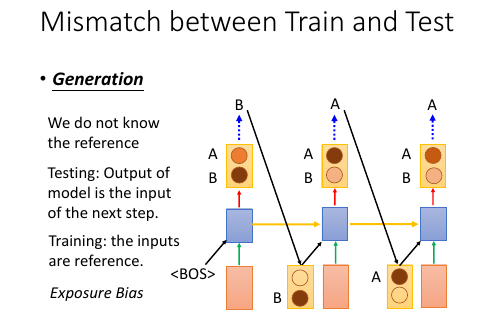 Mismatch between Train and Test
• Generation
We do not know
the reference
Testing: Output of
model is the input
of the next step.
Training: the inputs
are reference.
Exposure Bias
B
A
A
A
B
A
B
A
B
<BOS>
B
A